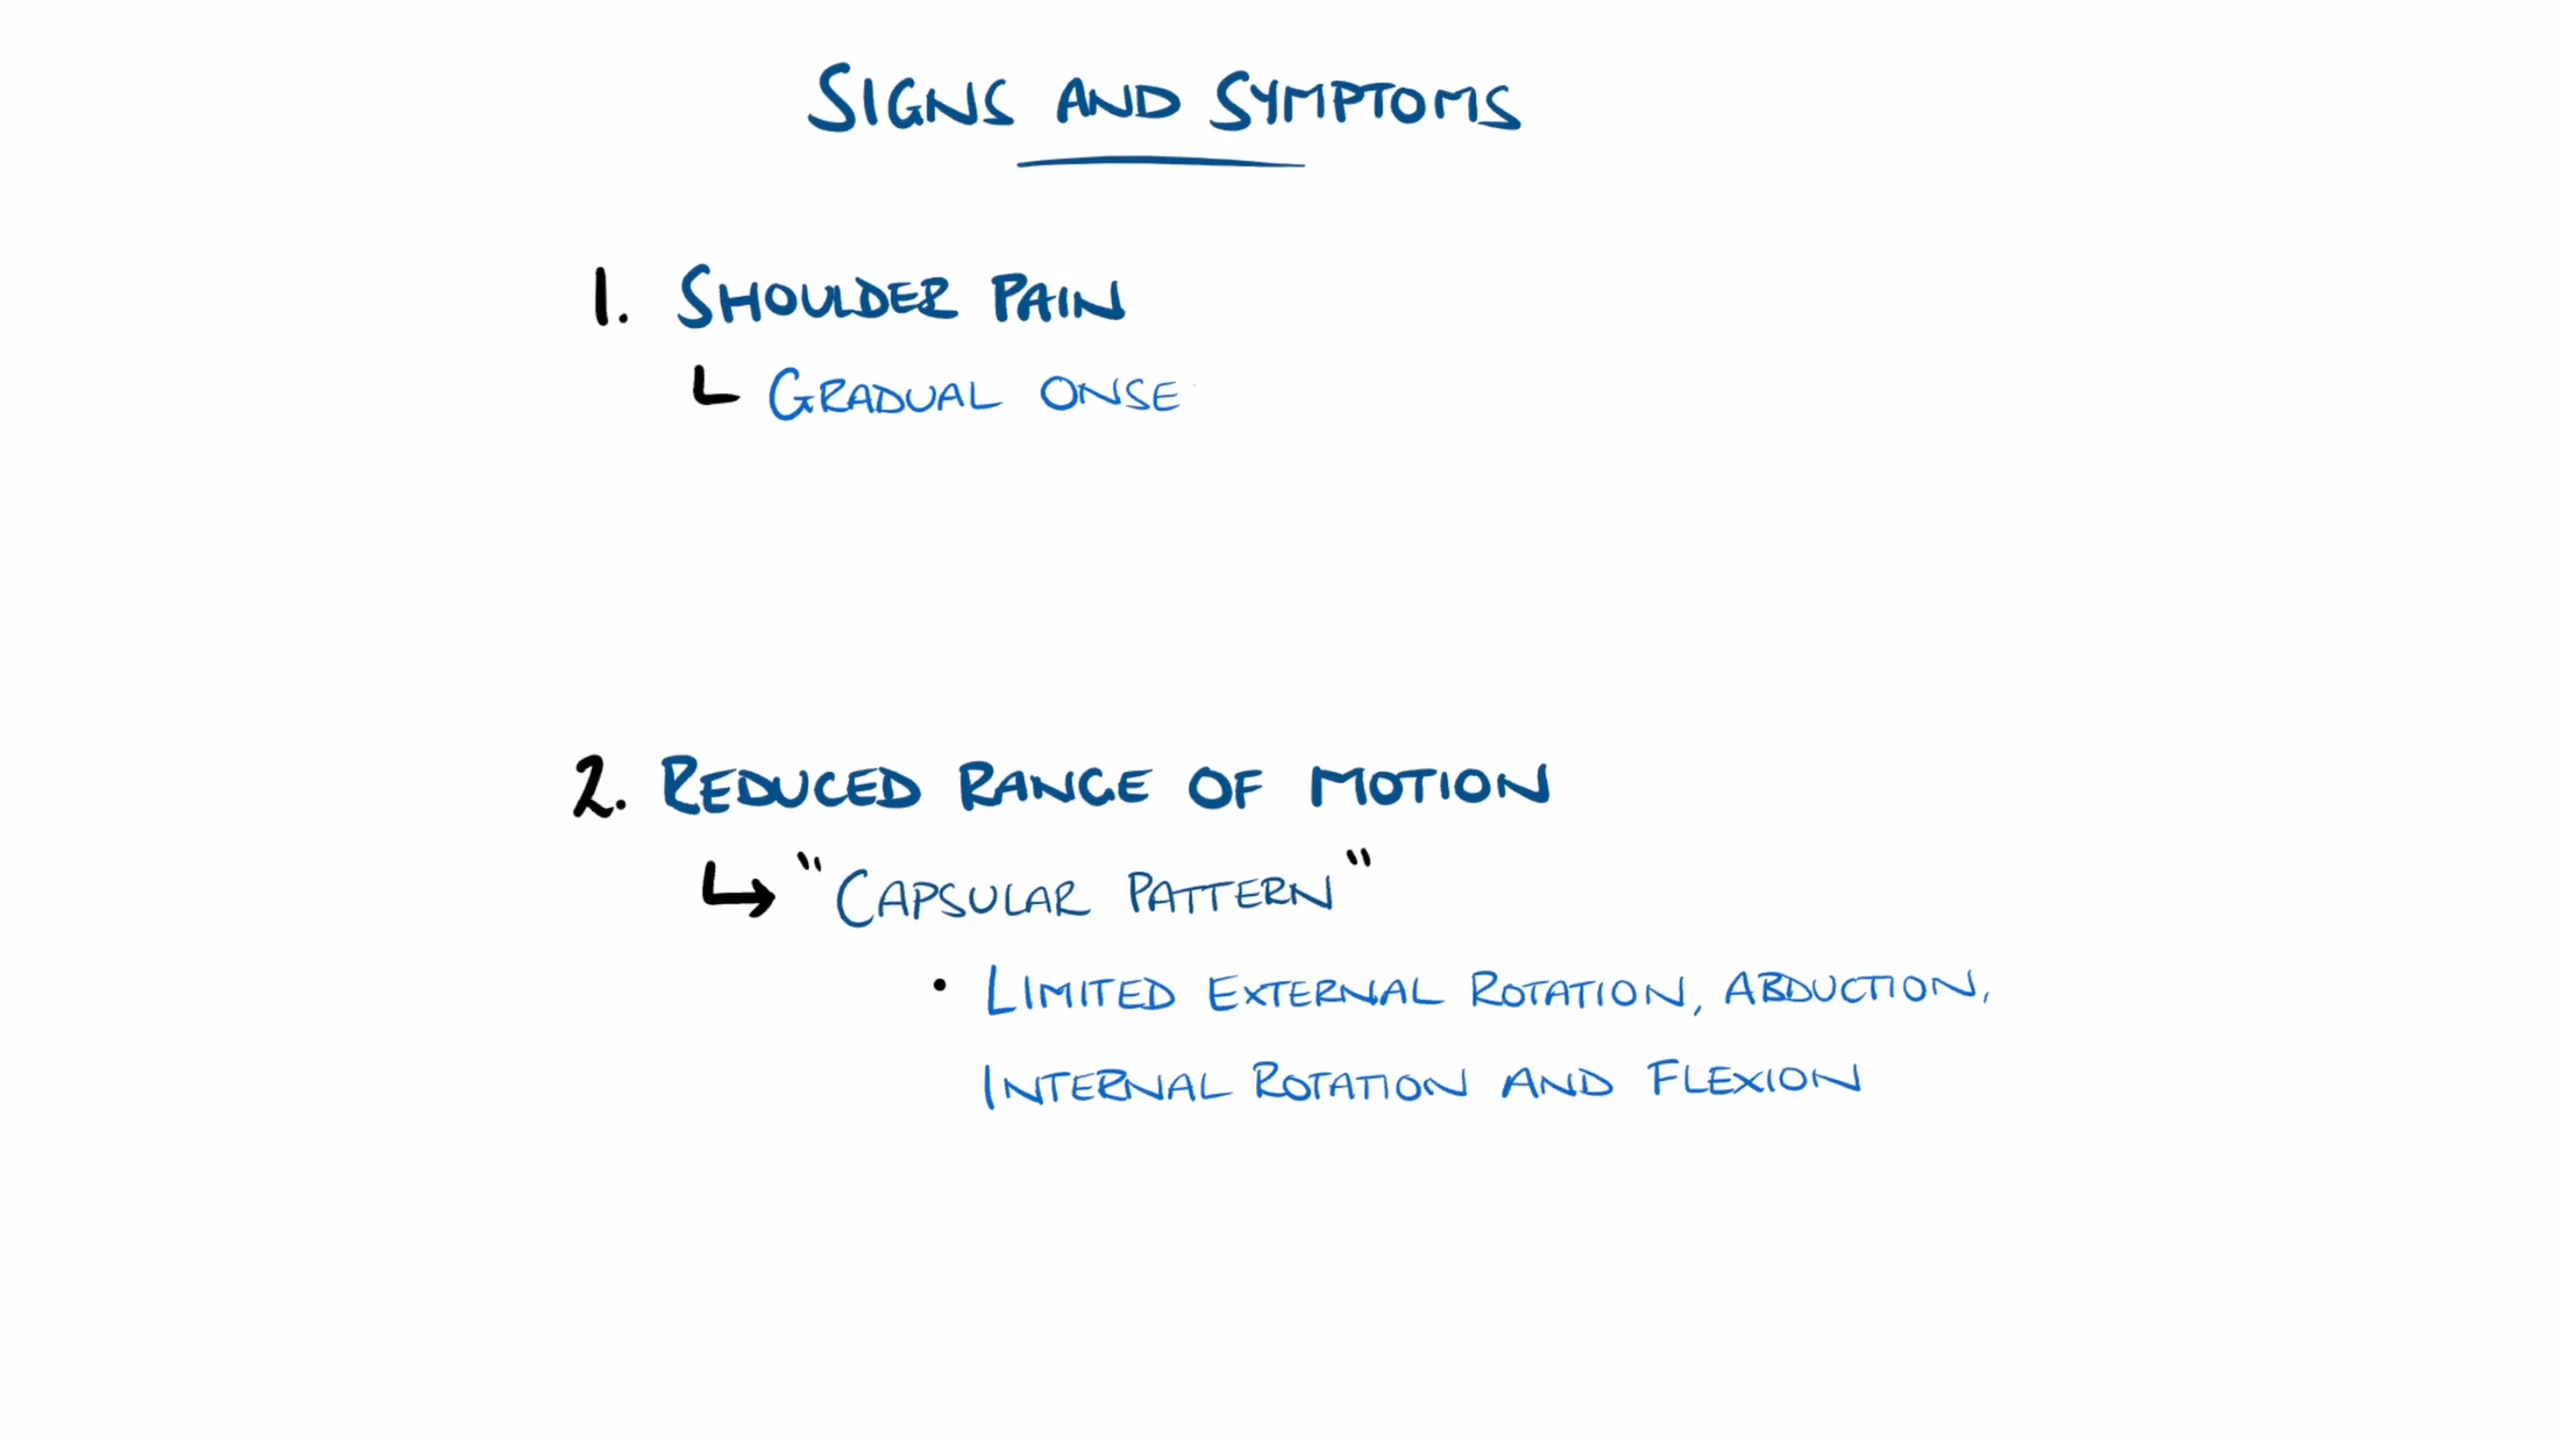 SIGNS AND SYMPTOMS
1. SHOULDER PAIN
GRADUAL ONSE
2. REDUCED RANGE OF MOTION
"CAPSULAR PATTERN"
• LIMITED EXTERNAL ROTATION, ABDUCTION,
INTERNAL ROTATION AND FLEXION